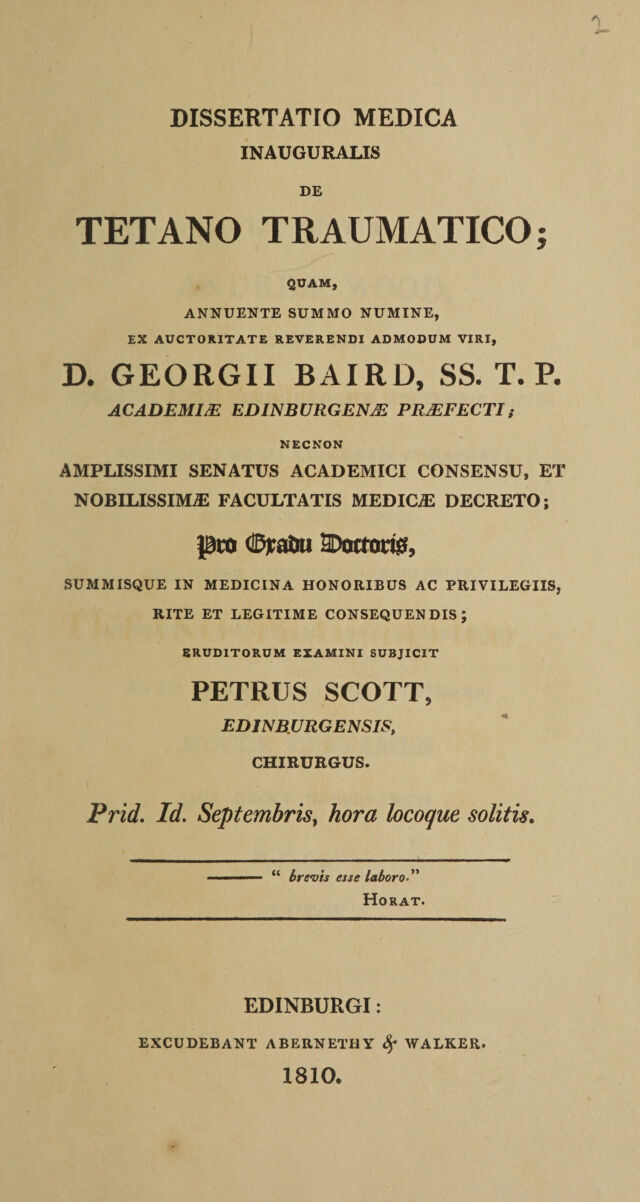 2
DISSERTATIO MEDICA
INAUGURALIS
DE
TETANO TRAUMATICO;
QUAM,
ANNUENTE SUMMO NUMINE,
EX AUCTORITATE REVERENDI ADMODUM VIRI,
D. GEORGII BAIRD, SS. T. P.
ACADEMIÆ EDINBURGENÆ PRÆFECTI;
NECNON
AMPLISSIMI SENATUS ACADEMICI CONSENSU, ET
NOBILISSIMÆ FACULTATIS MEDICÆ DECRETO;
Pro Gradu Doctoris,
SUMMISQUE IN MEDICINA HONORIBUS AC PRIVILEGIIS,
RITE ET LEGITIME CONSEQUENDIS;
ERUDITORUM EXAMINI SUBJICIT
PETRUS SCOTT,
EDINBURGENSIS,
CHIRURGUS.
Prid. Id. Septembris, hora locoque solitis.
——— “ brevis esse laboro.”
HORAT.
EDINBURGI:
EXCUDEBANT ABERNETHY & WALKER.
1810.